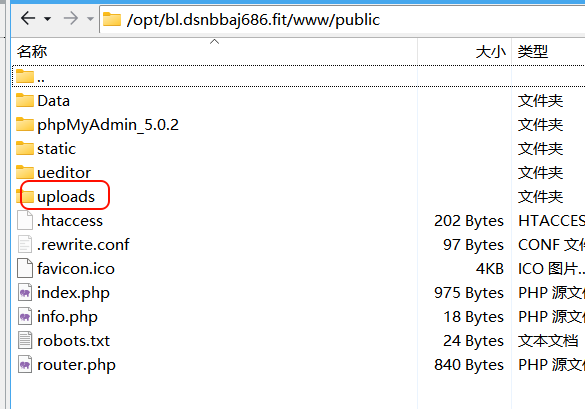 /opt/bl.dsnbbaj686.fit/www/public
名称 大小 类型
..
Data 文件夹
phpMyAdmin_5.0.2 文件夹
static 文件夹
ueditor 文件夹
uploads 文件夹
.htaccess 202 Bytes HTACCESS
.rewrite.conf 97 Bytes CONF 文
favicon.ico 4KB ICO 图片...
index.php 975 Bytes PHP 源文
info.php 18 Bytes PHP 源文
robots.txt 24 Bytes 文本文档
router.php 840 Bytes PHP 源文